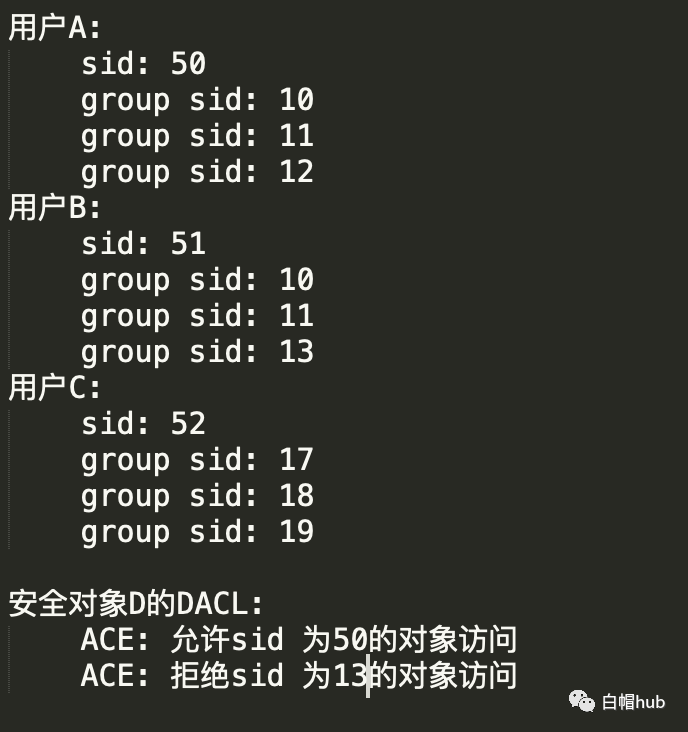 用户A:
sid: 50
group sid: 10
group sid: 11
group sid: 12
用户B:
sid: 51
group sid: 10
group sid: 11
group sid: 13
用户C:
sid: 52
group sid: 17
group sid: 18
group sid: 19
安全对象D的DACL:
ACE: 允许sid 为50的对象访问
ACE: 拒绝sid 为13的对象访问
白帽hub